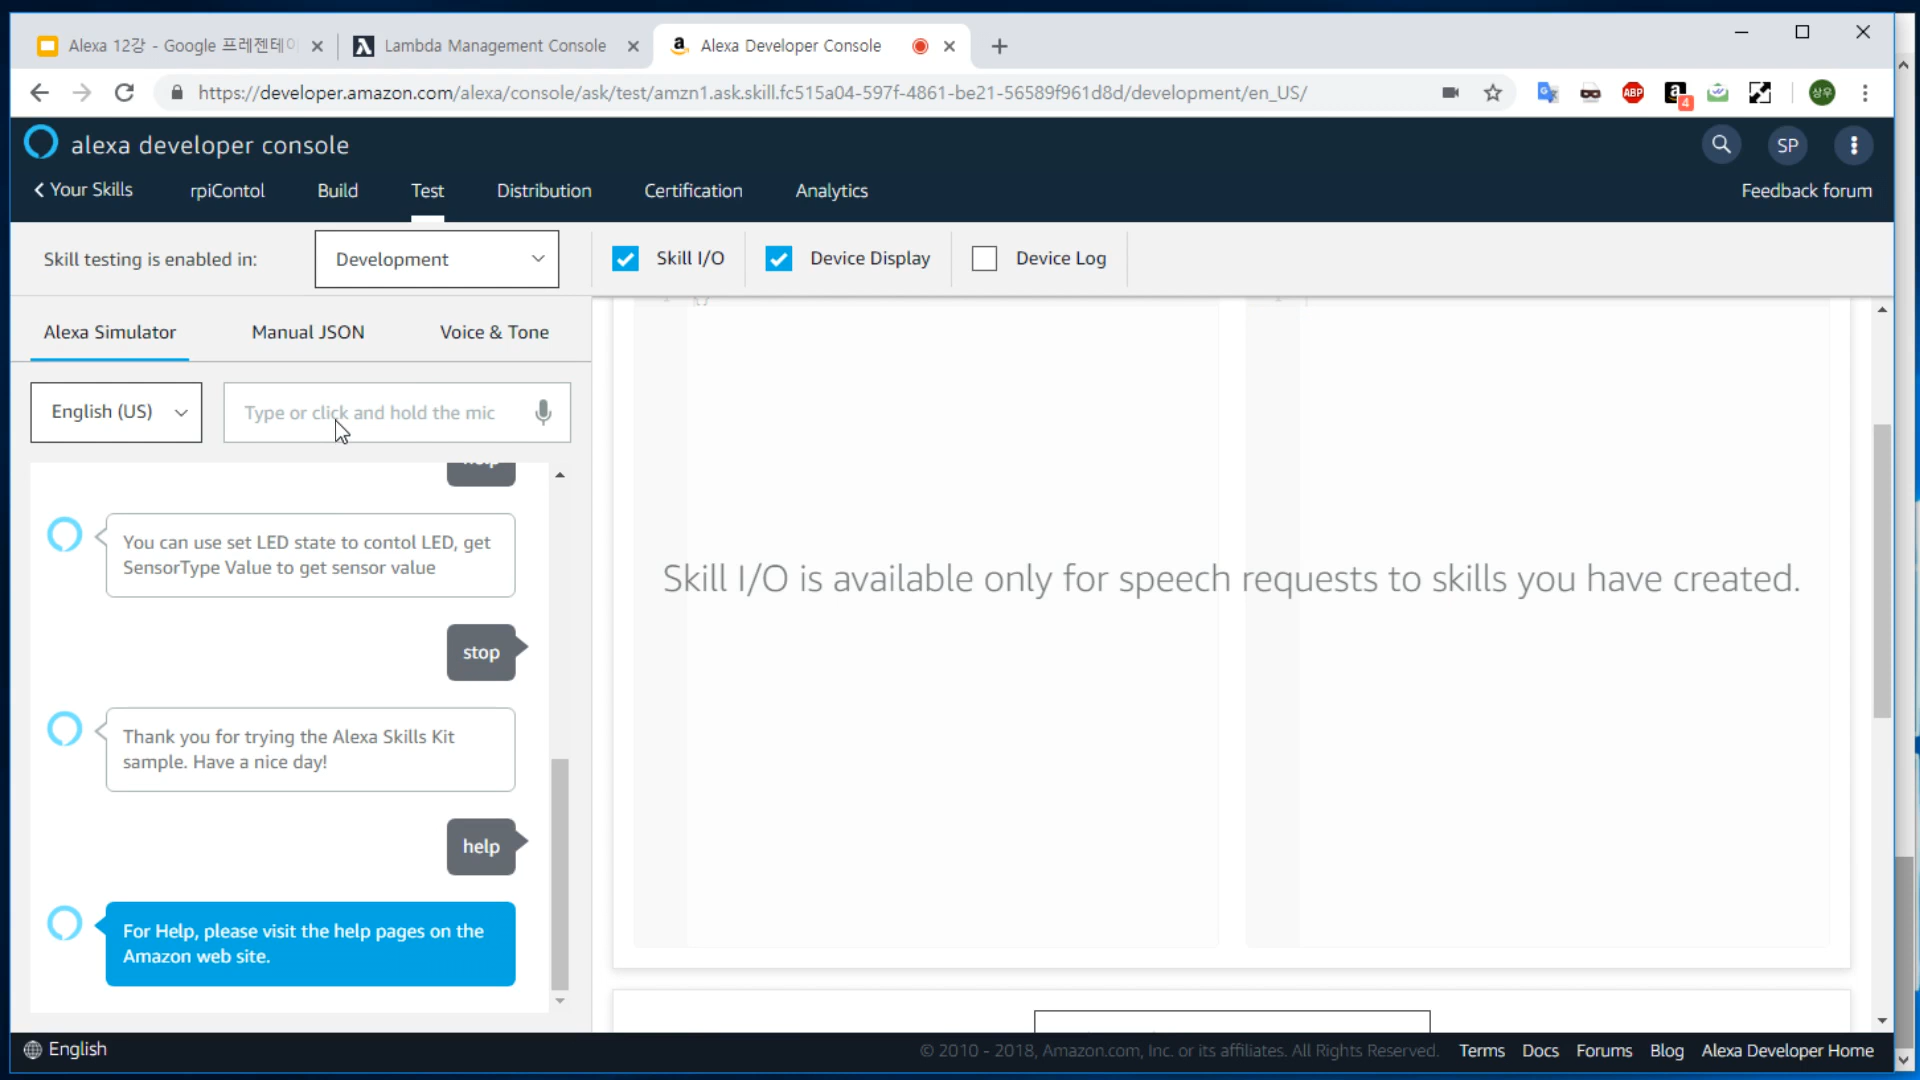 Alexa 12강 - Google 프레젠테이
Lambda Management Console
Alexa Developer Console
https://developer.amazon.com/alexa/console/ask/test/amzn1.ask.skill.fc515a04-597f-4861-be21-56589f961d8d/development/en_US/
ABP
4
상우
alexa developer console
SP
Your Skills
rpiContol
Build
Test
Distribution
Certification
Analytics
Feedback forum
Skill testing is enabled in:
Development
Skill I/O
Device Display
Device Log
Alexa Simulator
Manual JSON
Voice & Tone
English (US)
Type or click and hold the mic
help
You can use set LED state to contol LED, get
SensorType Value to get sensor value
stop
Thank you for trying the Alexa Skills Kit
sample. Have a nice day!
help
For Help, please visit the help pages on the
Amazon web site.
Skill I/O is available only for speech requests to skills you have created.
English
© 2010 - 2018, Amazon.com, Inc. or its affiliates. All Rights Reserved.
Terms
Docs
Forums
Blog
Alexa Developer Home